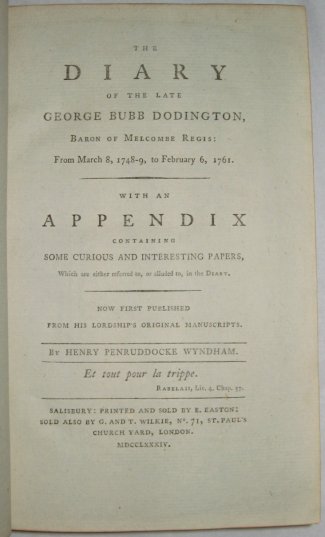 THE
DIARY
OF THE LATE
GEORGE BUBB DODINGTON,
BARON OF MELCOMBE REGIS:
From March 8, 1748-9, to February 6, 1761.
WITH AN
APPENDIX
CONTAINING
SOME CURIOUS AND INTERESTING PAPERS,
Which are either referred to, or alluded to, in the DIARY.
NOW FIRST PUBLISHED
FROM HIS LORDSHIP'S ORIGINAL MANUSCRIPTS.
BY HENRY PENRUDDOCKE WYNDHAM.
Et tout pour la trippe.
RABELAIS, Liv. 4. Chap. 57.
SALISBURY: PRINTED AND SOLD BY E. EASTON:
SOLD ALSO BY G. AND T. WILKIE, Nº. 71, ST. PAUL'S
CHURCH YARD, LONDON.
MDCCLXXXIV.